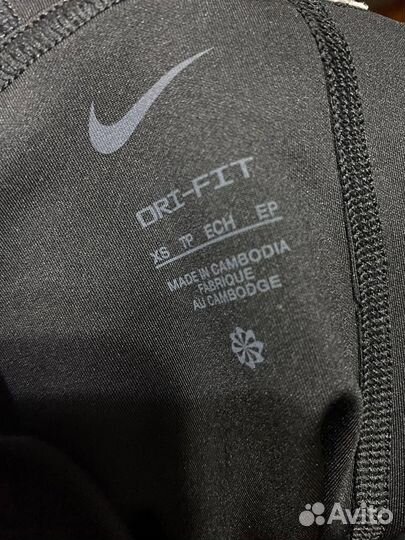 DRI-FIT
XS TP ECH EP
MADE IN CAMBODIA
FABRIQUE
AU CAMBODGE
Avito